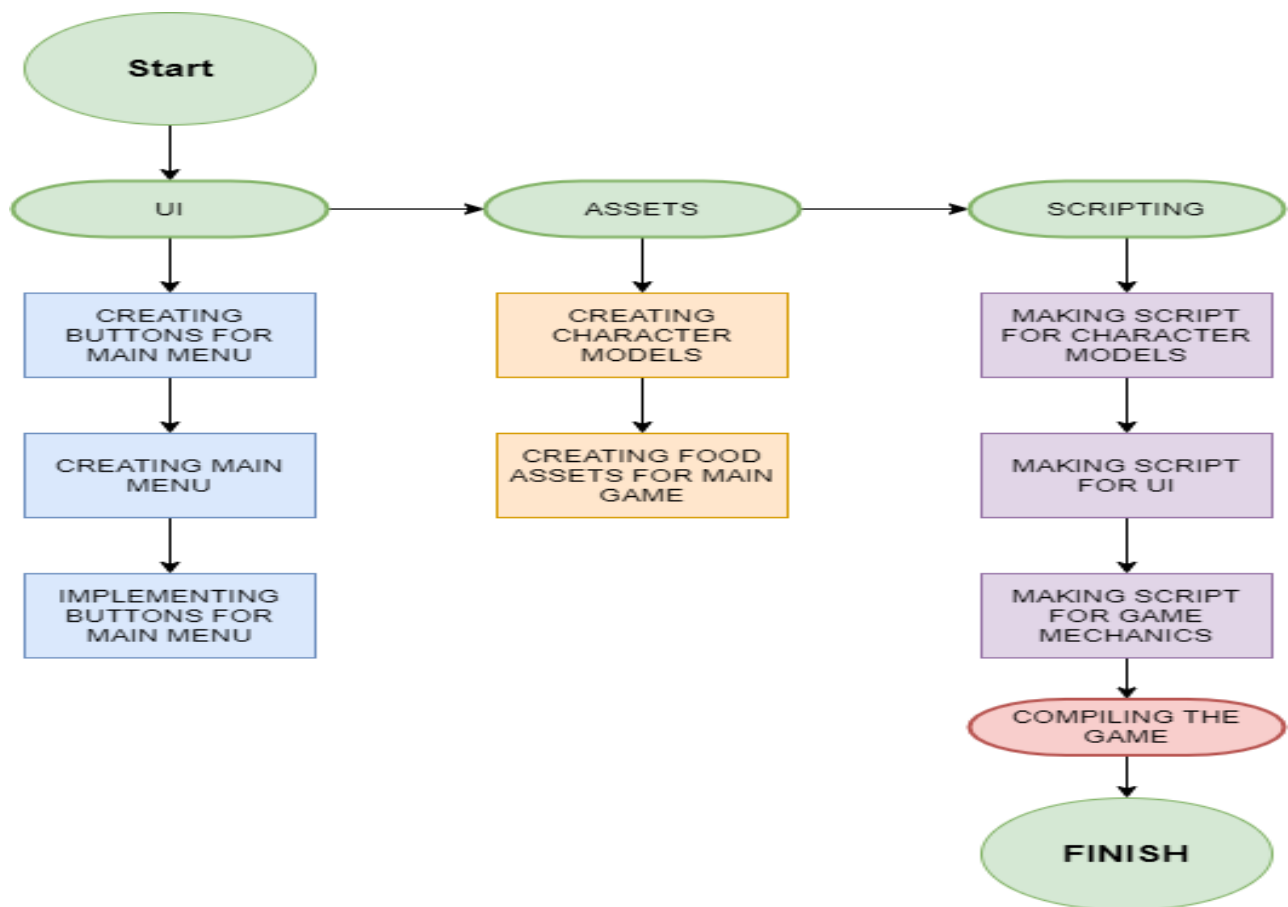 Start
UI
ASSETS
SCRIPTING
CREATING
BUTTONS FOR
MAIN MENU
CREATING
CHARACTER
MODELS
MAKING SCRIPT
FOR CHARACTER
MODELS
CREATING MAIN
MENU
CREATING FOOD
ASSETS FOR MAIN
GAME
MAKING SCRIPT
FOR UI
IMPLEMENTING
BUTTONS FOR
MAIN MENU
MAKING SCRIPT
FOR GAME
MECHANICS
COMPILING THE
GAME
FINISH